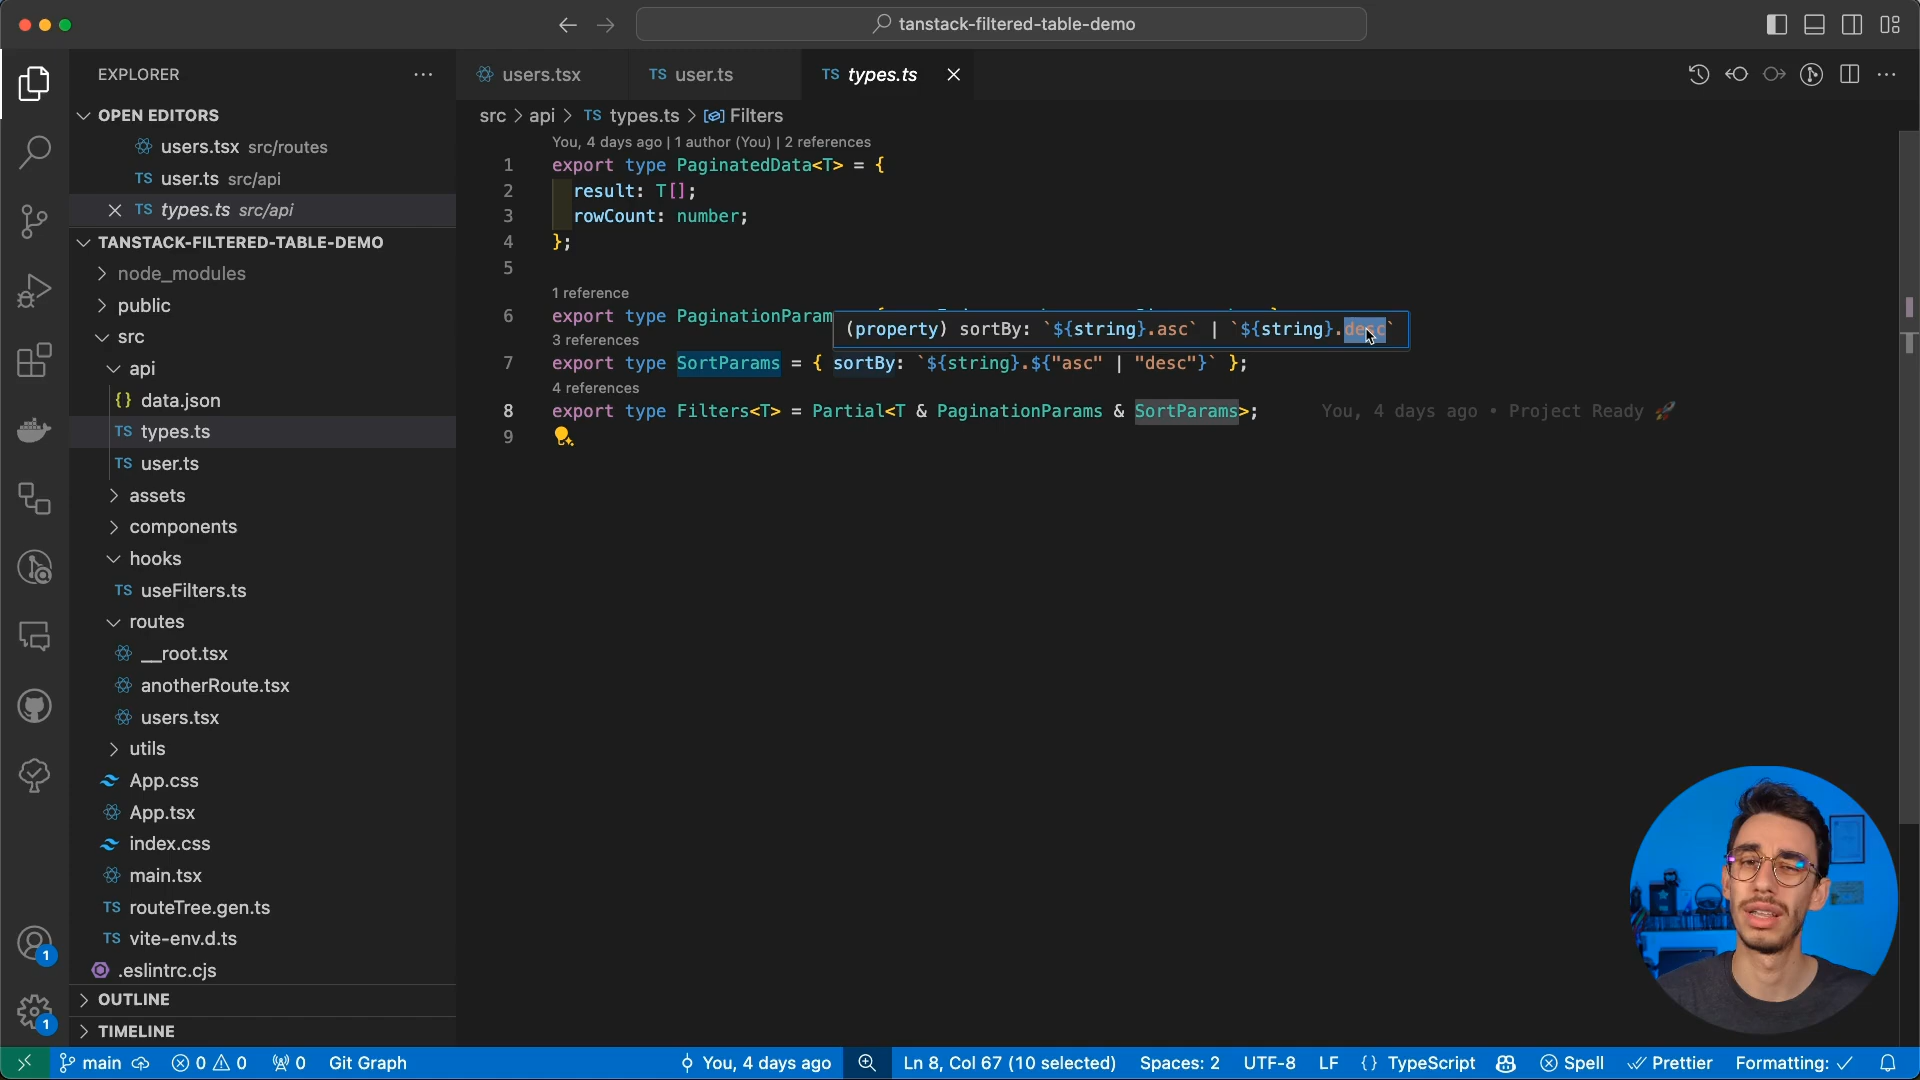 tanstack-filtered-table-demo
EXPLORER
users.tsx
TS user.ts
TS types.ts
OPEN EDITORS
users.tsx src/routes
TS user.ts src/api
TS types.ts src/api
TANSTACK-FILTERED-TABLE-DEMO
node_modules
public
src
api
{} data.json
TS types.ts
TS user.ts
assets
components
hooks
TS useFilters.ts
routes
__root.tsx
anotherRoute.tsx
users.tsx
utils
App.css
App.tsx
index.css
main.tsx
TS routeTree.gen.ts
TS vite-env.d.ts
.eslintrc.cjs
OUTLINE
TIMELINE
src > api > TS types.ts > Filters
You, 4 days ago | 1 author (You) | 2 references
1 export type PaginatedData<T> = {
2 result: T[];
3 rowCount: number;
4 };
5
1 reference
6 export type PaginationParam
(property) sortBy: `${string}.asc` | `${string}.desc`
3 references
7 export type SortParams = { sortBy: `${string}.${"asc" | "desc"}` };
4 references
8 export type Filters<T> = Partial<T & PaginationParams & SortParams>; You, 4 days ago • Project Ready 🚀
9
1
1
main
0
0
0
Git Graph
You, 4 days ago
Ln 8, Col 67 (10 selected)
Spaces: 2
UTF-8
LF
{} TypeScript
Spell
Prettier
Formatting: ✓